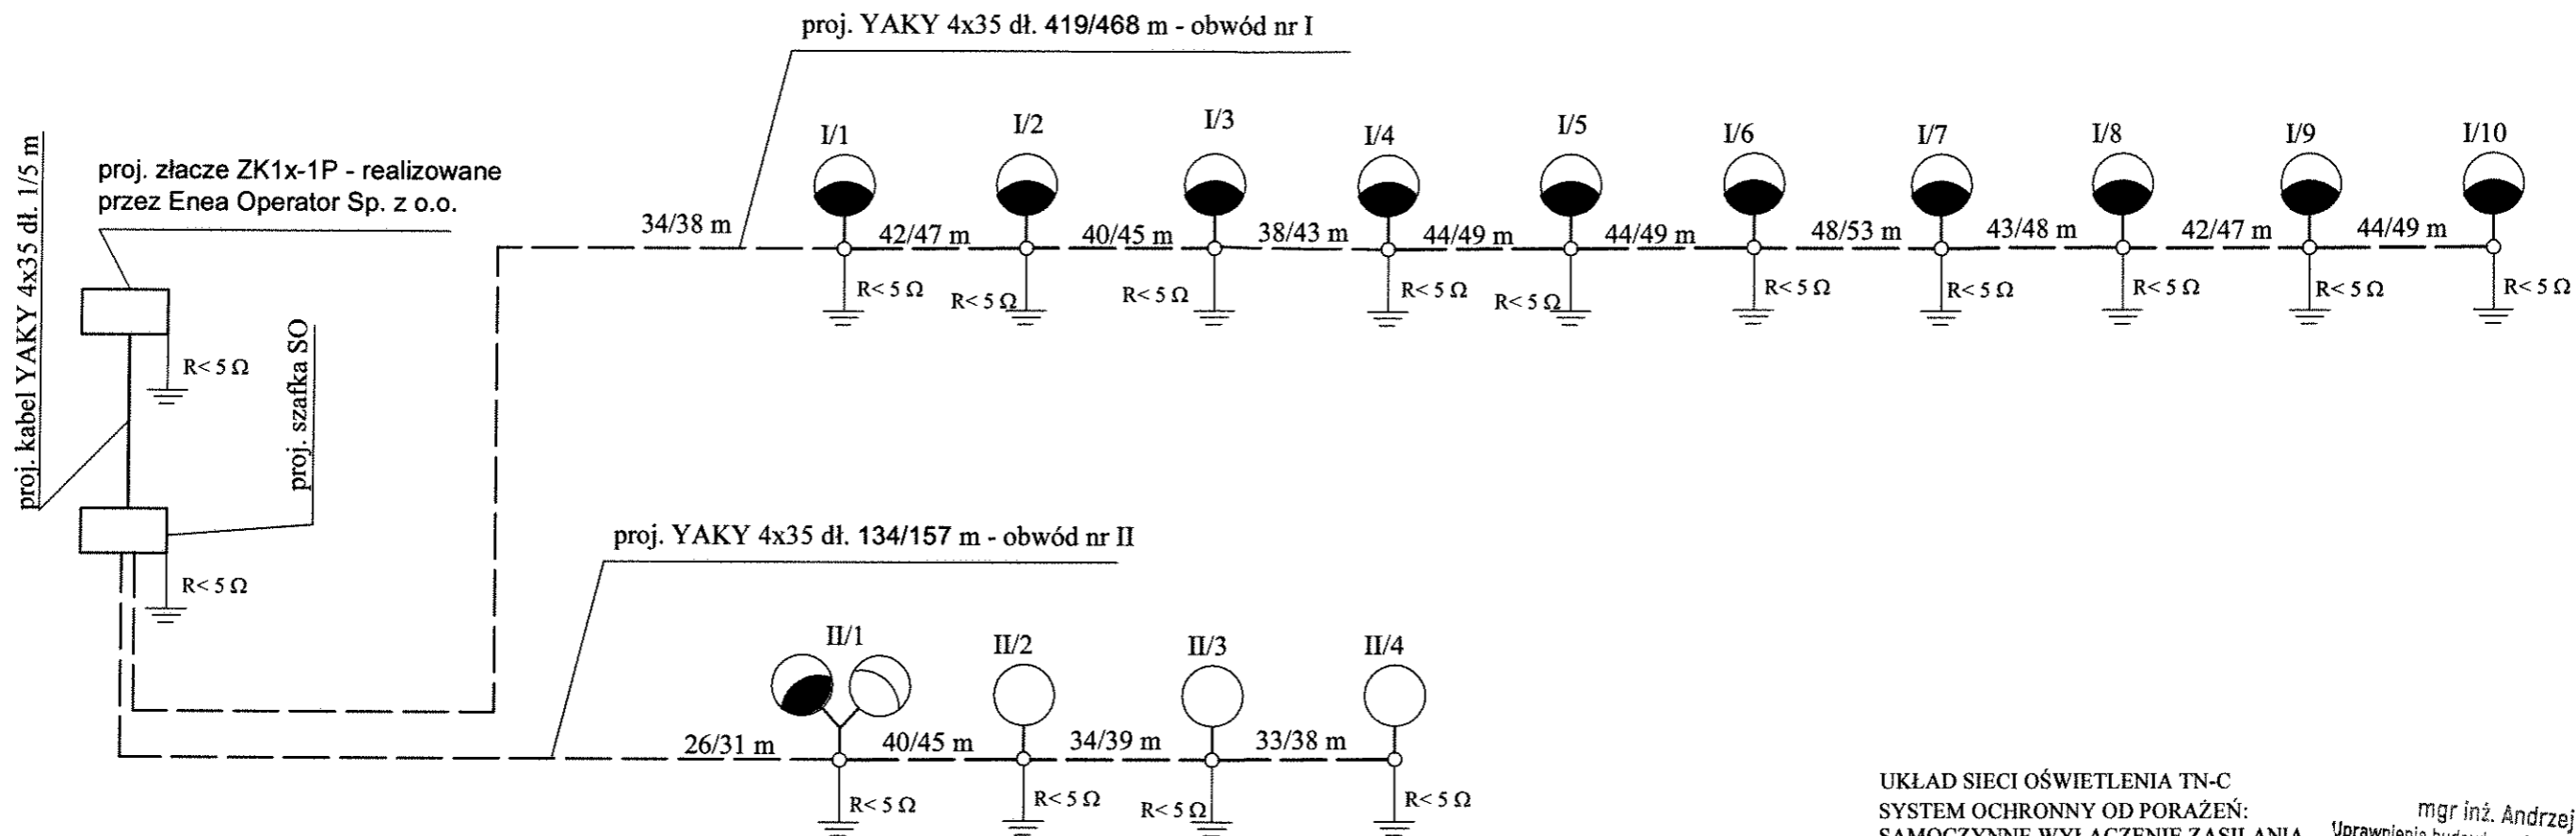 proj. YAKY 4x35 dł. 419/468 m - obwód nr I
proj. kabel YAKY 4x35 dł. 1/5 m
proj. złacze ZK1x-1P - realizowane
przez Enea Operator Sp. z o.o.
I/1 I/2 I/3 I/4 I/5 I/6 I/7 I/8 I/9 I/10
34/38 m 42/47 m 40/45 m 38/43 m 44/49 m 44/49 m 48/53 m 43/48 m 42/47 m 44/49 m
R< 5 Ω R< 5 Ω R< 5 Ω R< 5 Ω R< 5 Ω R< 5 Ω R< 5 Ω R< 5 Ω R< 5 Ω R< 5 Ω
R< 5 Ω
proj. szafka SO
R< 5 Ω
proj. YAKY 4x35 dł. 134/157 m - obwód nr II
II/1 II/2 II/3 II/4
26/31 m 40/45 m 34/39 m 33/38 m
R< 5 Ω R< 5 Ω R< 5 Ω R< 5 Ω
UKŁAD SIECI OŚWIETLENIA TN-C
SYSTEM OCHRONNY OD PORAŻEŃ:
SAMOCZYNNE WYŁĄCZENIE ZASILANIA
mgr inż. Andrzej
Uprawnienia